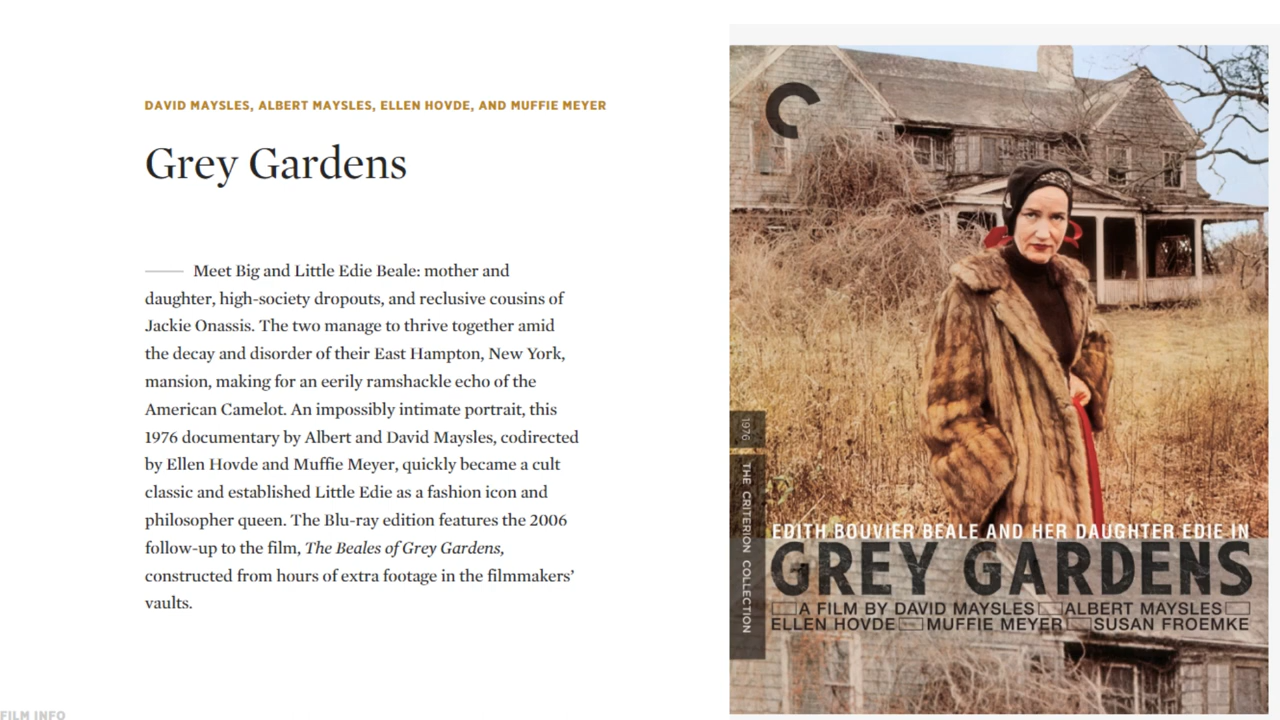 DAVID MAYSLES, ALBERT MAYSLES, ELLEN HOVDE, AND MUFFIE MEYER
Grey Gardens
Meet Big and Little Edie Beale: mother and
daughter, high-society dropouts, and reclusive cousins of
Jackie Onassis. The two manage to thrive together amid
the decay and disorder of their East Hampton, New York,
mansion, making for an eerily ramshackle echo of the
American Camelot. An impossibly intimate portrait, this
1976 documentary by Albert and David Maysles, codirected
by Ellen Hovde and Muffie Meyer, quickly became a cult
classic and established Little Edie as a fashion icon and
philosopher queen. The Blu-ray edition features the 2006
follow-up to the film, The Beales of Grey Gardens,
constructed from hours of extra footage in the filmmakers’
vaults.
FILM INFO
1976
THE CRITERION COLLECTION
EDITH BOUVIER BEALE AND HER DAUGHTER EDIE IN
GREY GARDENS
A FILM BY DAVID MAYSLES ALBERT MAYSLES
ELLEN HOVDE MUFFIE MEYER SUSAN FROEMKE